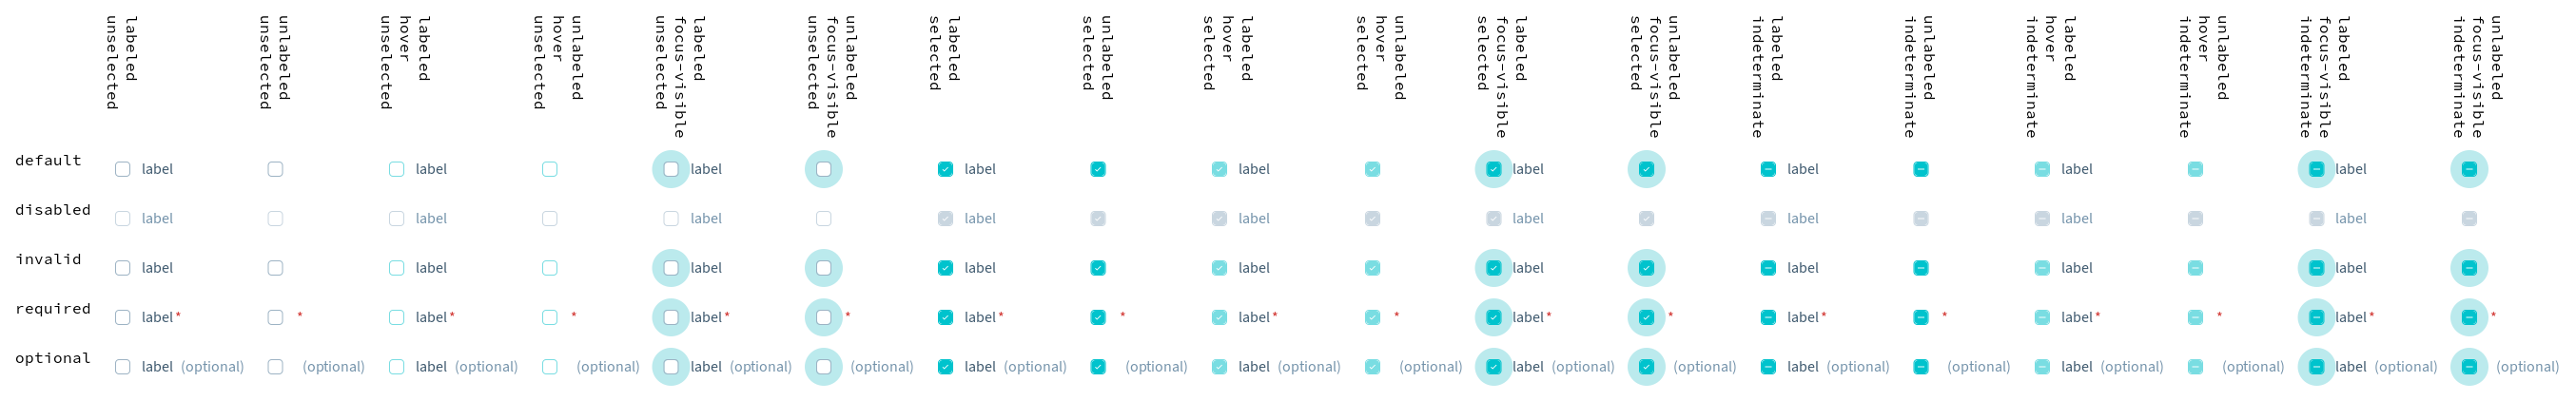 labeled
unselected
unlabeled
unselected
labeled
hover
unselected
unlabeled
hover
unselected
labeled
focus-visible
unselected
unlabeled
focus-visible
unselected
labeled
selected
unlabeled
selected
labeled
hover
selected
unlabeled
hover
selected
labeled
focus-visible
selected
unlabeled
focus-visible
selected
labeled
indeterminate
unlabeled
indeterminate
labeled
hover
indeterminate
unlabeled
hover
indeterminate
labeled
focus-visible
indeterminate
unlabeled
focus-visible
indeterminate
default label label label label label label label label label
disabled label label label label label label label label label
invalid label label label label label label label label label
required label* * label* * label* * label* * label* * label* * label* * label* * label* *
optional label (optional) (optional) label (optional) (optional) label (optional) (optional) label (optional) (optional) label (optional) (optional) label (optional) (optional) label (optional) (optional) label (optional) (optional) label (optional) (optional)